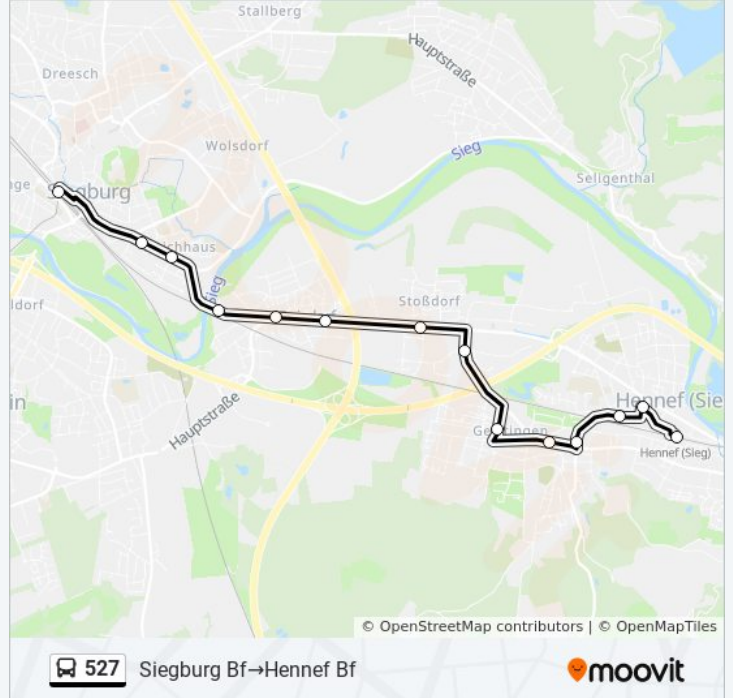 Stallberg
Hauptstraße
Dreesch
Wolsdorf
Sieg
Seligenthal
Siegburg
Sieg
Stoßdorf
Hauptstraße
Hennef (Sie
Hennef (Sieg)
© OpenStreetMap contributors | © OpenMapTiles
527 Siegburg Bf→Hennef Bf
moovit